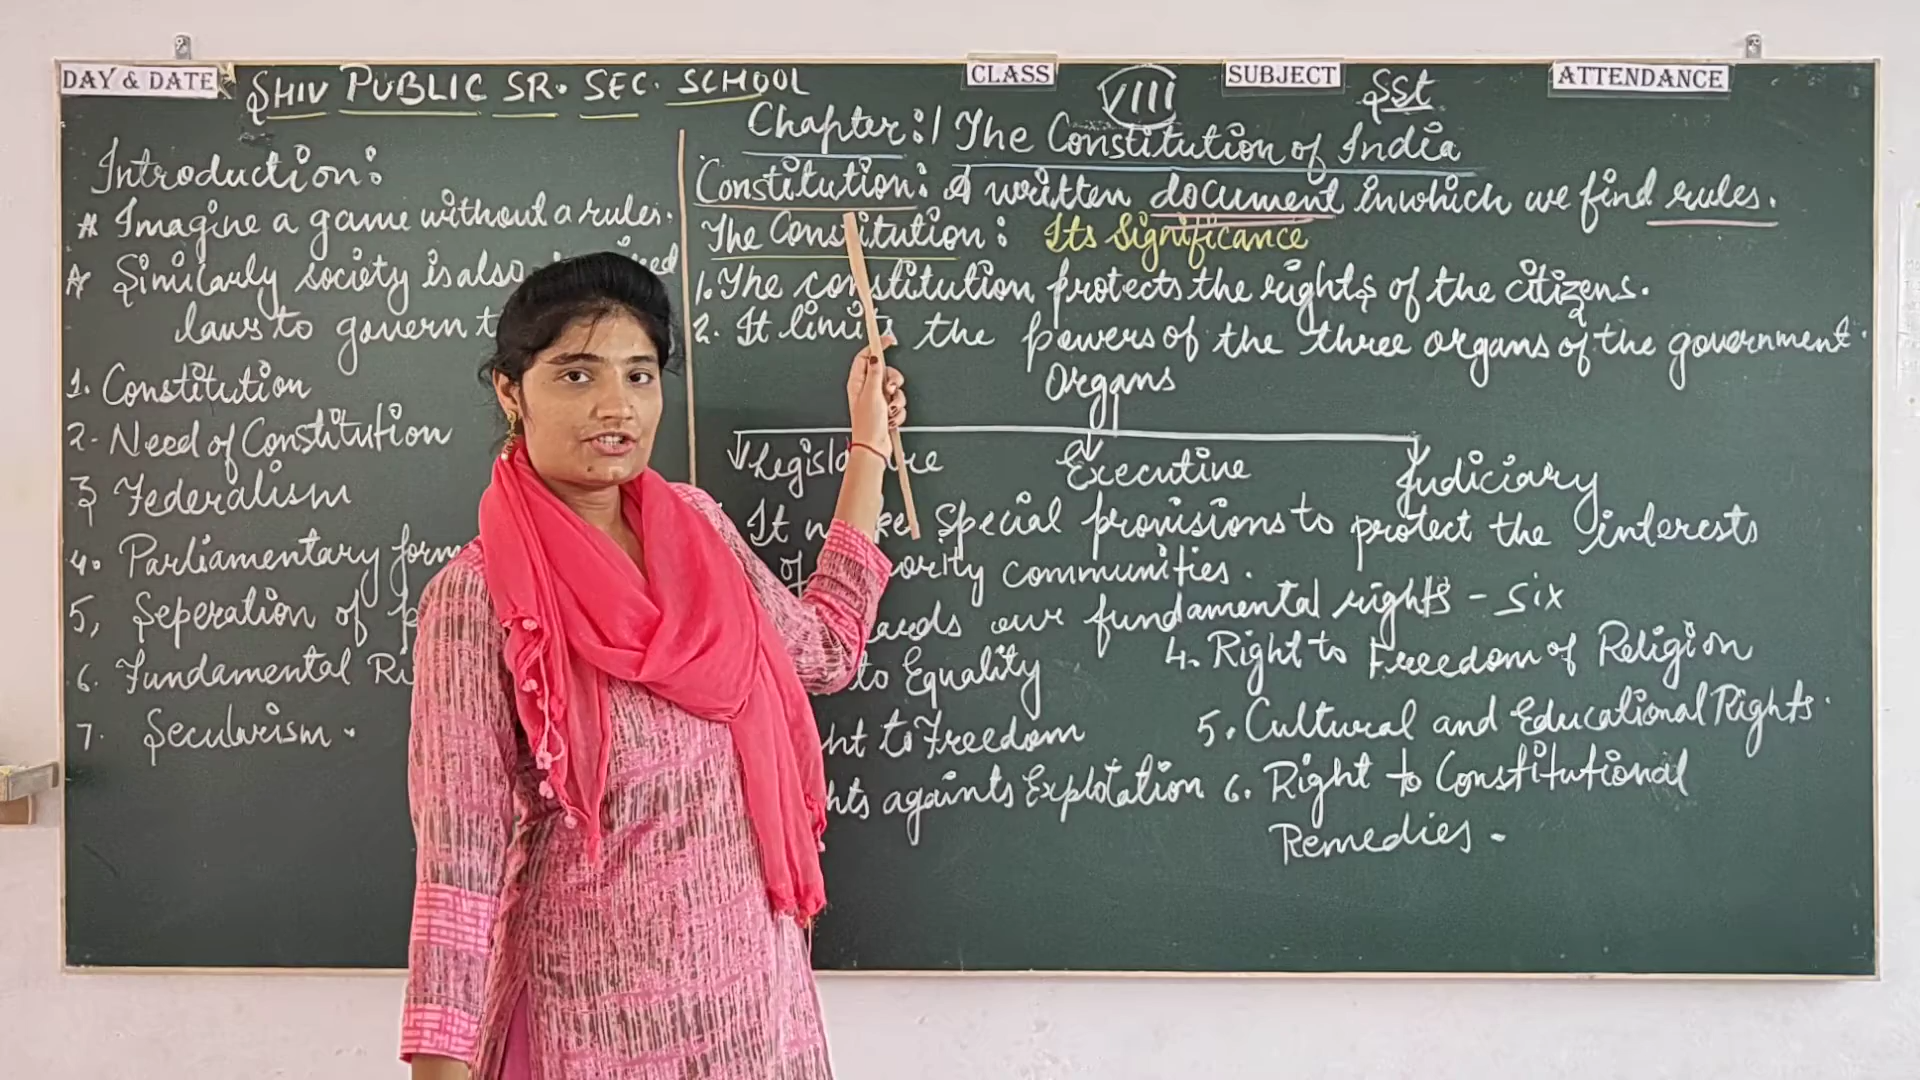 DAY & DATE
SHIV PUBLIC SR. SEC. SCHOOL
CLASS
VIII
SUBJECT
SSt
ATTENDANCE
Introduction:
Imagine a game without a rules.
Similarly society is also
laws to govern
1. Constitution
2- Need of Constitution
3 Federalism
4. Parliamentary form
5, Seperation of
6. Fundamental
7. Secularism.
Chapter:1 The Constitution of India
Constitution: A written document in which we find rules.
The Constitution: Its Significance
1. The constitution protects the rights of the citizens.
2. It limits the powers of the three organs of the government.
Organs
Legislature Executive Judiciary
It makes special provisions to protect the interests
of communities.
our fundamental rights - six
to Equality
to Freedom
againts Explotation
4. Right to Freedom of Religion
5. Cultural and Educational Rights.
6. Right to Constitutional
Remedies.